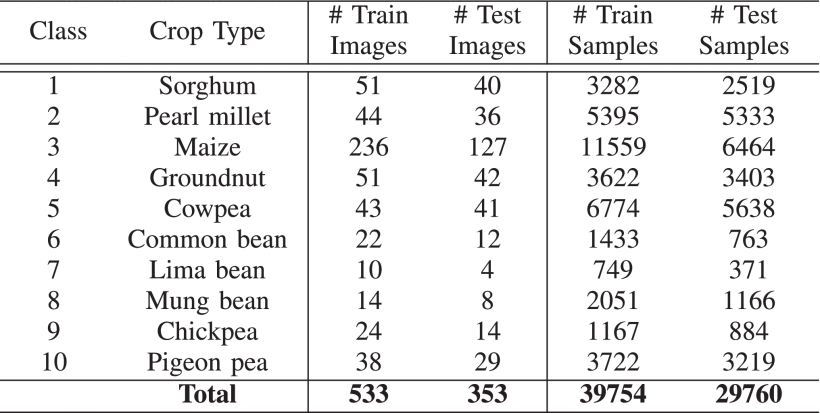 Class Crop Type # Train Images # Test Images # Train Samples # Test Samples
1 Sorghum 51 40 3282 2519
2 Pearl millet 44 36 5395 5333
3 Maize 236 127 11559 6464
4 Groundnut 51 42 3622 3403
5 Cowpea 43 41 6774 5638
6 Common bean 22 12 1433 763
7 Lima bean 10 4 749 371
8 Mung bean 14 8 2051 1166
9 Chickpea 24 14 1167 884
10 Pigeon pea 38 29 3722 3219
Total 533 353 39754 29760